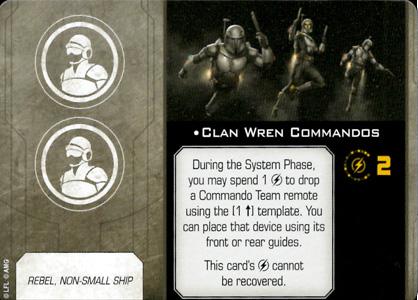 •CLAN WREN COMMANDOS
During the System Phase,
you may spend 1 to drop
a Commando Team remote
using the [1 ⬆] template. You
can place that device using its
front or rear guides.
This card's cannot
be recovered.
2
REBEL, NON-SMALL SHIP
© LFL © AMG